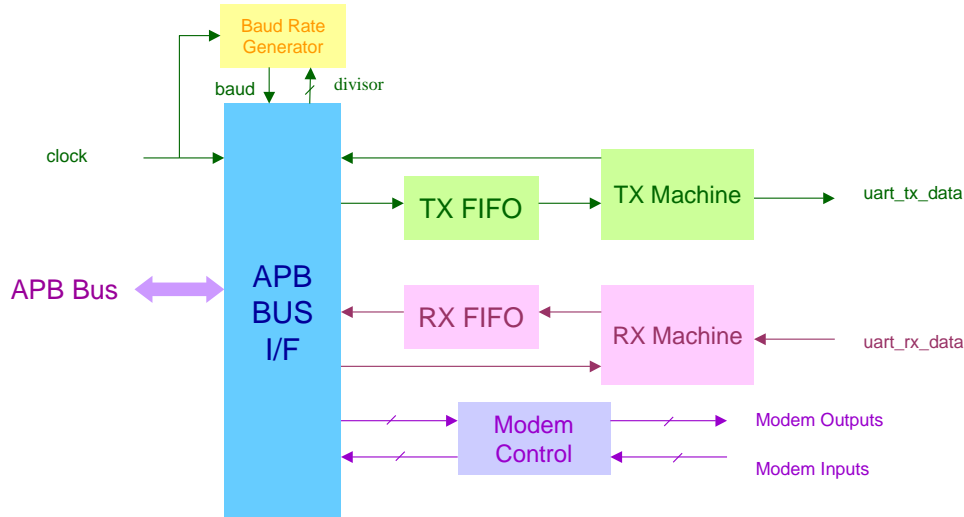 Baud Rate
Generator
baud
divisor
clock
TX FIFO
TX Machine
uart_tx_data
APB Bus
APB
BUS
I/F
RX FIFO
RX Machine
uart_rx_data
Modem
Control
Modem Outputs
Modem Inputs